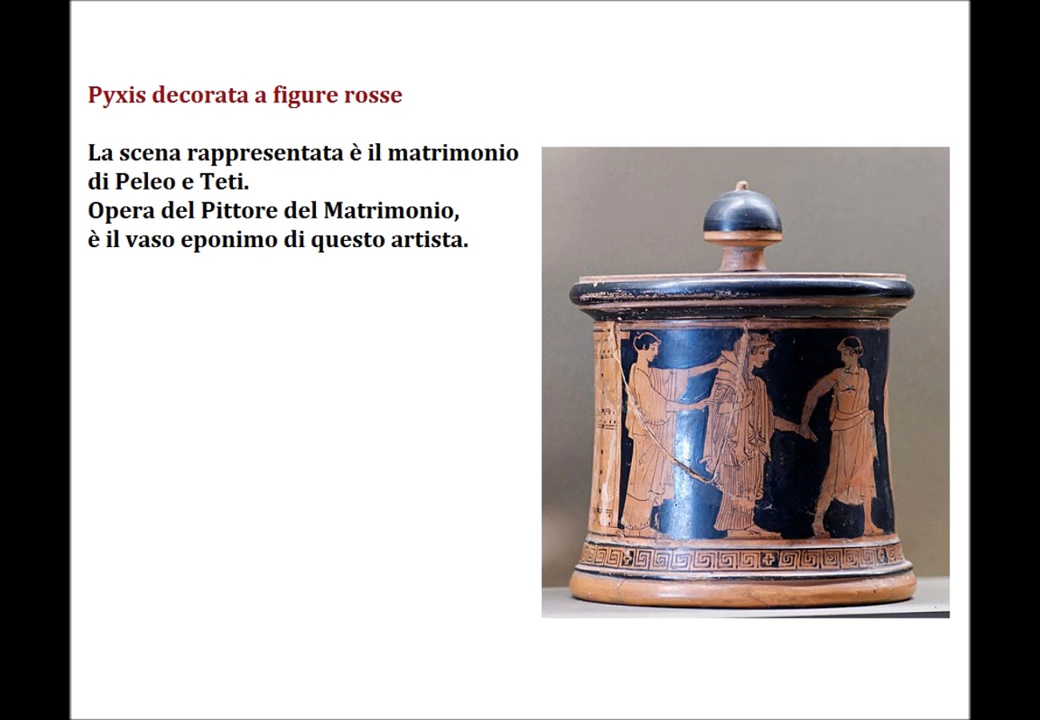 Pyxis decorata a figure rosse
La scena rappresentata è il matrimonio
di Peleo e Teti.
Opera del Pittore del Matrimonio,
è il vaso eponimo di questo artista.